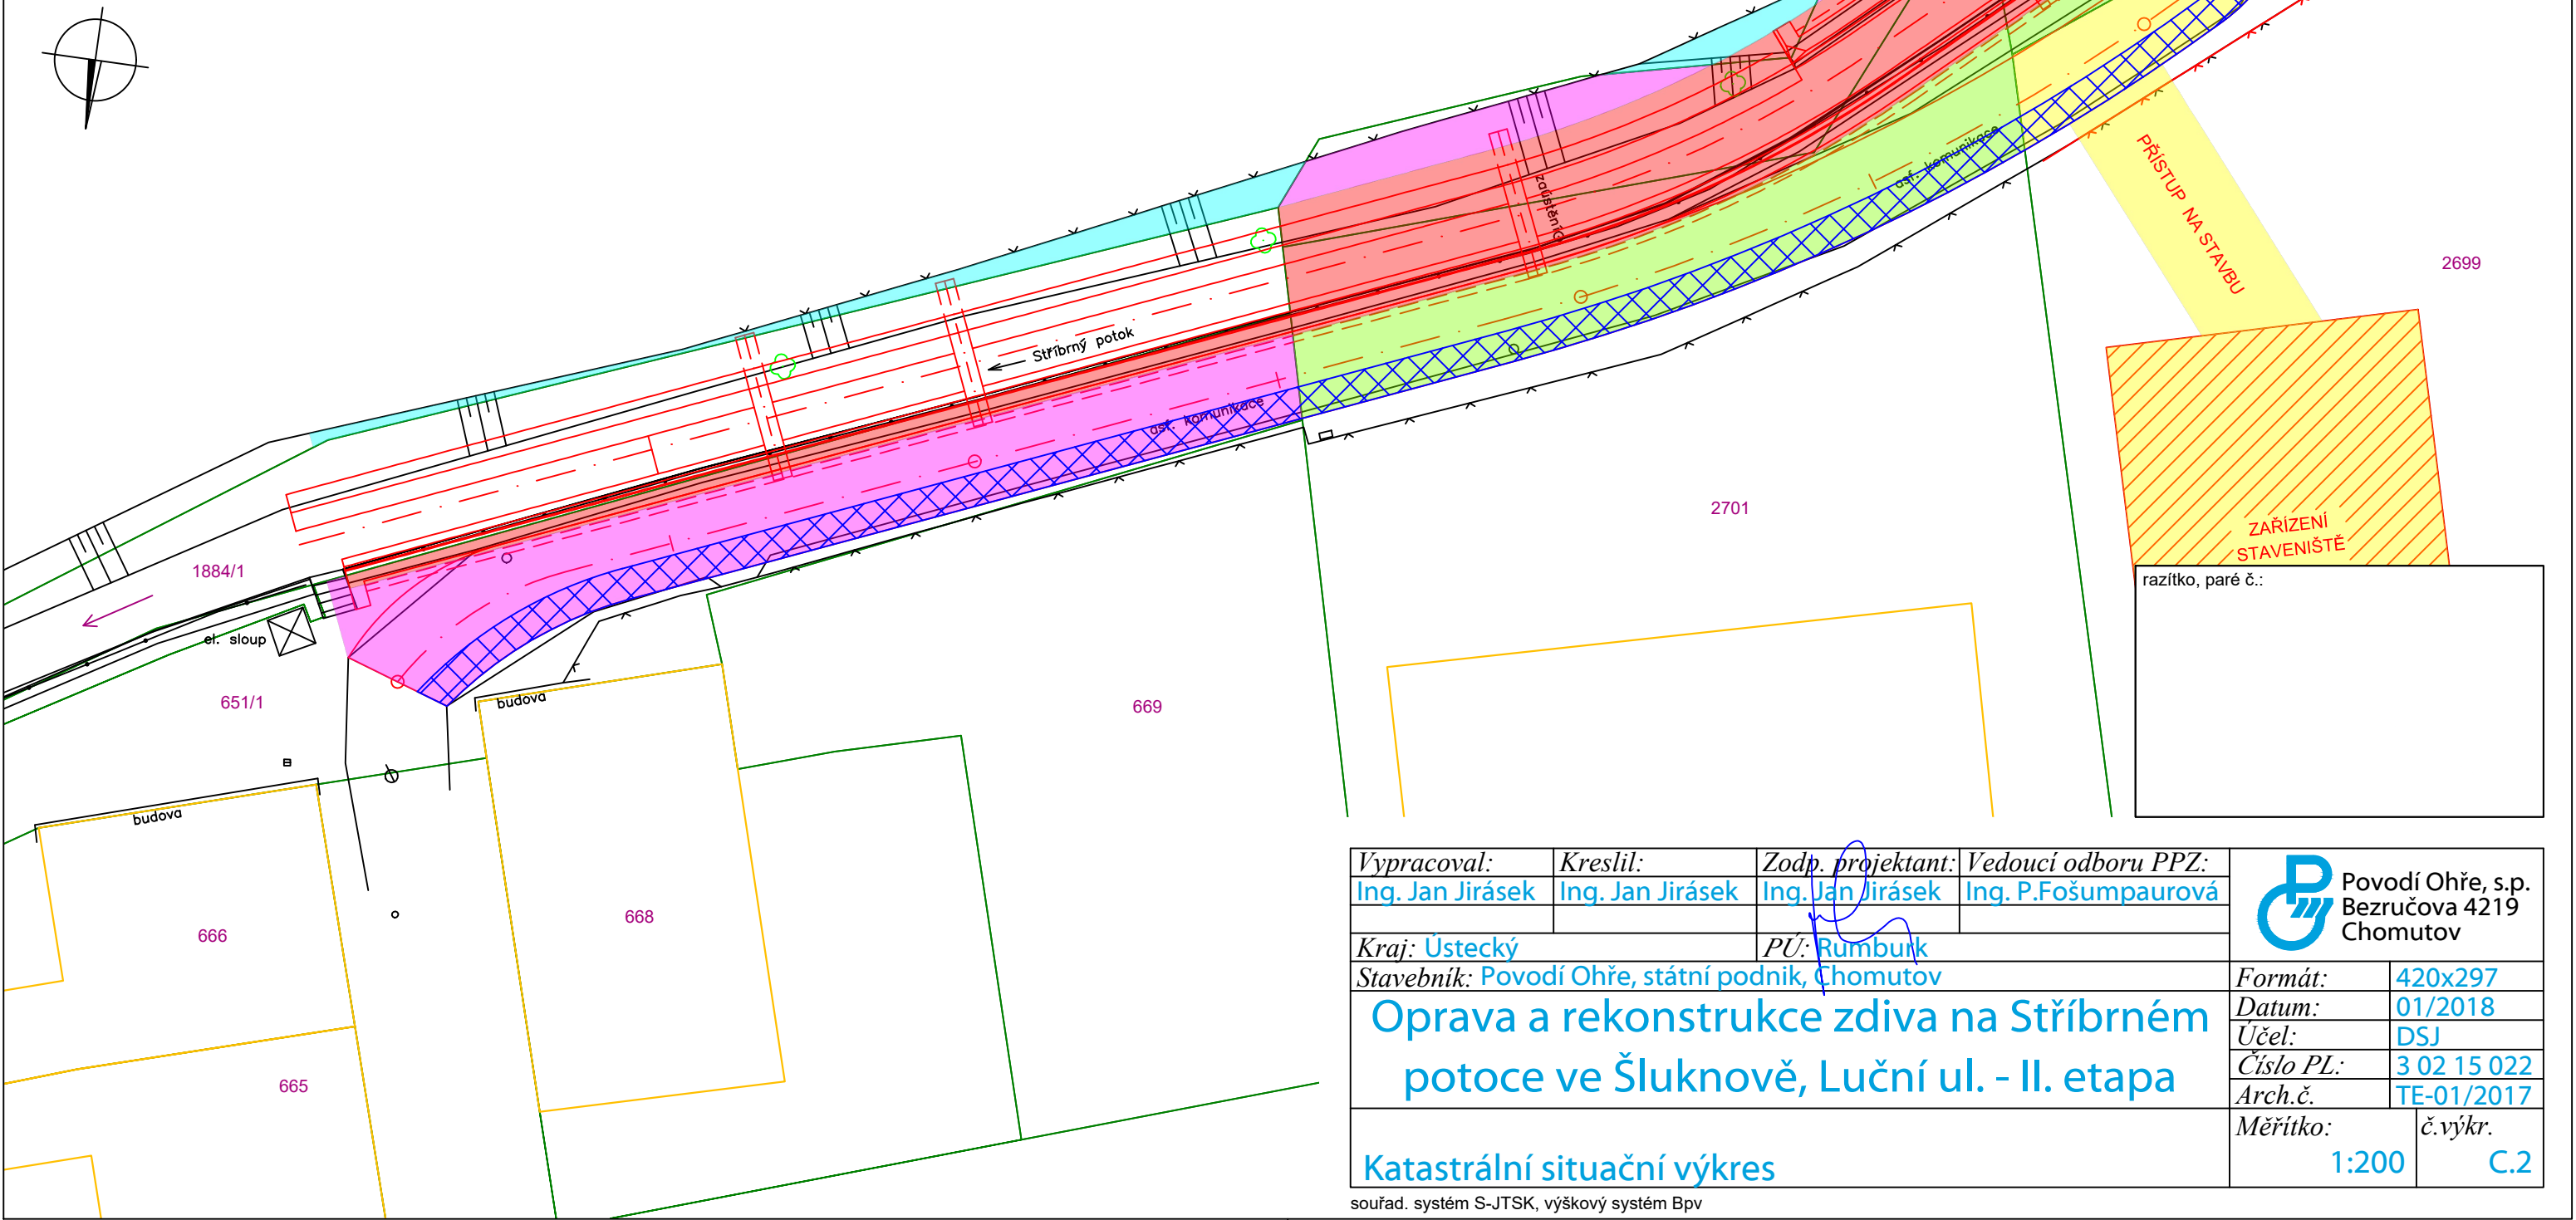 PŘÍSTUP NA STAVBU
2699
asf. komunikace
zaústění
Stříbrný potok
asf. komunikace
2701
ZAŘÍZENÍ
STAVENIŠTĚ
1884/1
el. sloup
651/1
budova
669
budova
666
668
665
razítko, paré č.:
Vypracoval: Kreslil: Zodp. projektant: Vedoucí odboru PPZ:
Ing. Jan Jirásek Ing. Jan Jirásek Ing. Jan Jirásek Ing. P.Fošumpaurová
Kraj: Ústecký PÚ: Rumburk
Stavebník: Povodí Ohře, státní podnik, Chomutov
Povodí Ohře, s.p.
Bezručova 4219
Chomutov
Oprava a rekonstrukce zdiva na Stříbrném
potoce ve Šluknově, Luční ul. - II. etapa
Formát: 420x297
Datum: 01/2018
Účel: DSJ
Číslo PL: 3 02 15 022
Arch.č. TE-01/2017
Katastrální situační výkres
Měřítko: č.výkr.
1:200 C.2
souřad. systém S-JTSK, výškový systém Bpv